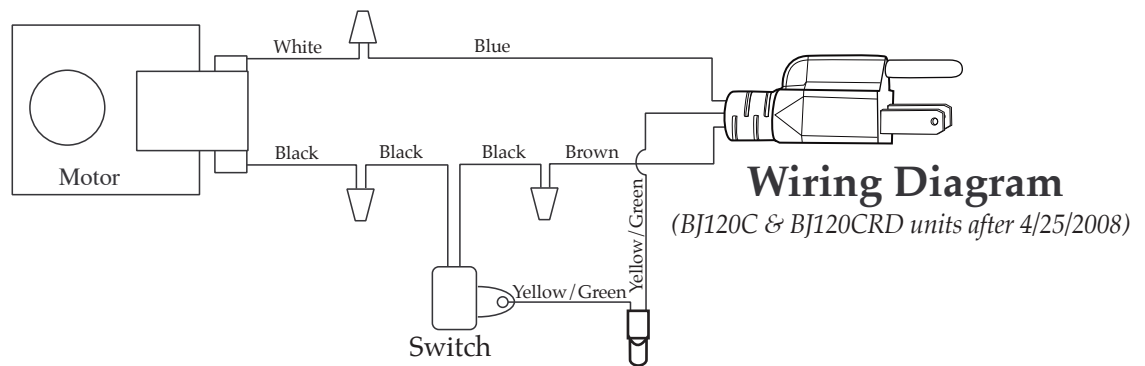 White
Blue
Black
Black
Black
Brown
Motor
Wiring Diagram
(BJ120C & BJ120CRD units after 4/25/2008)
Yellow/Green
Yellow/Green
Switch